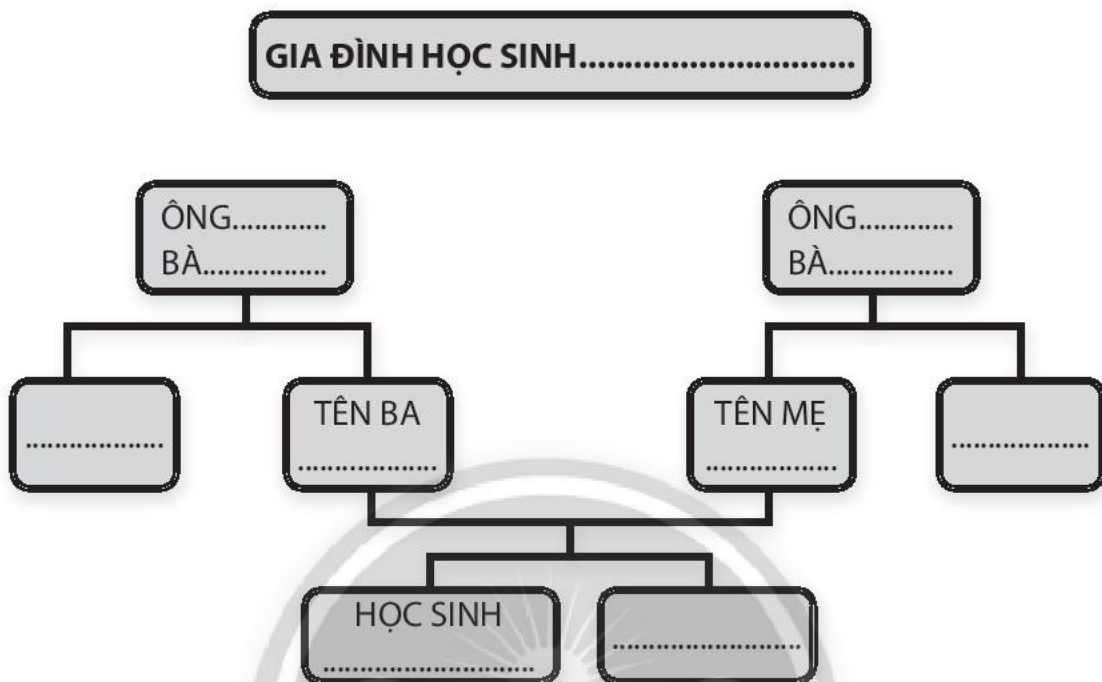 GIA ĐÌNH HỌC SINH..............................
ÔNG............
BÀ.................
ÔNG............
BÀ.................
...................
TÊN BA
...................
TÊN MẸ
..................
...................
HỌC SINH
.............................
..........................